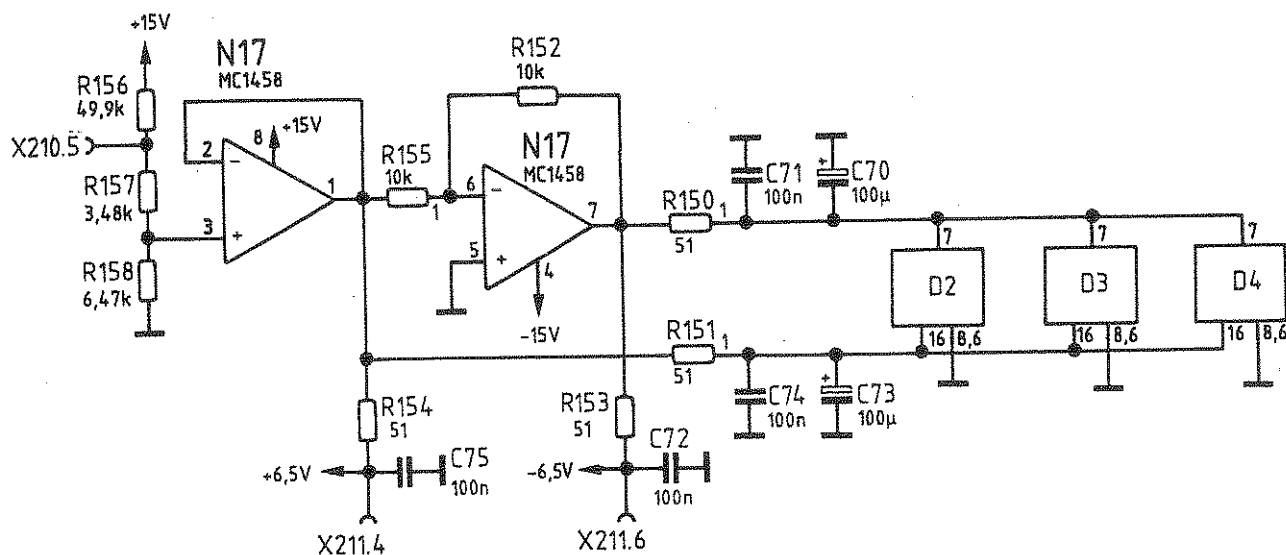 +15V
R156
49,9k
X210.5
R157
3,48k
R158
6,47k
N17
MC1458
8
+15V
2
−
3
+
1
R155
10k
1
R152
10k
N17
MC1458
6
−
5
+
7
4
−15V
R150
1
51
C71
100n
+
C70
100µ
7
D2
16
8,6
7
D3
16
8,6
7
D4
16
8,6
R151
1
51
C74
100n
+
C73
100µ
R154
51
+6,5V
C75
100n
X211.4
R153
51
−6,5V
C72
100n
X211.6